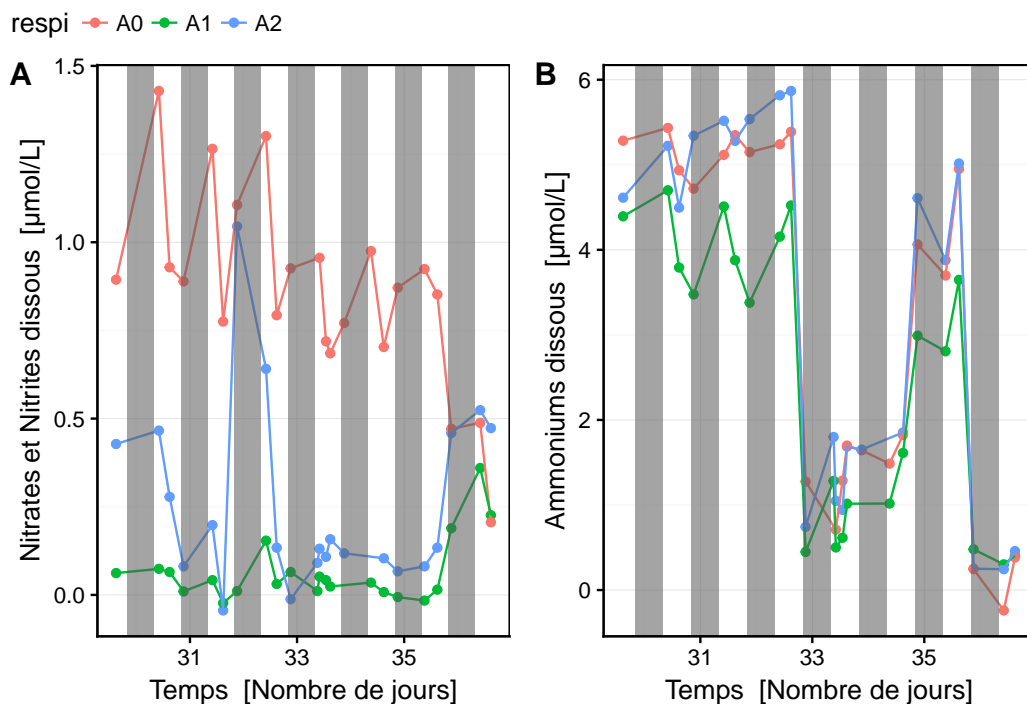 respi A0 A1 A2
A
Nitrates et Nitrites dissous [µmol/L]
1.5
1.0
0.5
0.0
31 33 35
Temps [Nombre de jours]
B
Ammoniums dissous [µmol/L]
6
4
2
0
31 33 35
Temps [Nombre de jours]